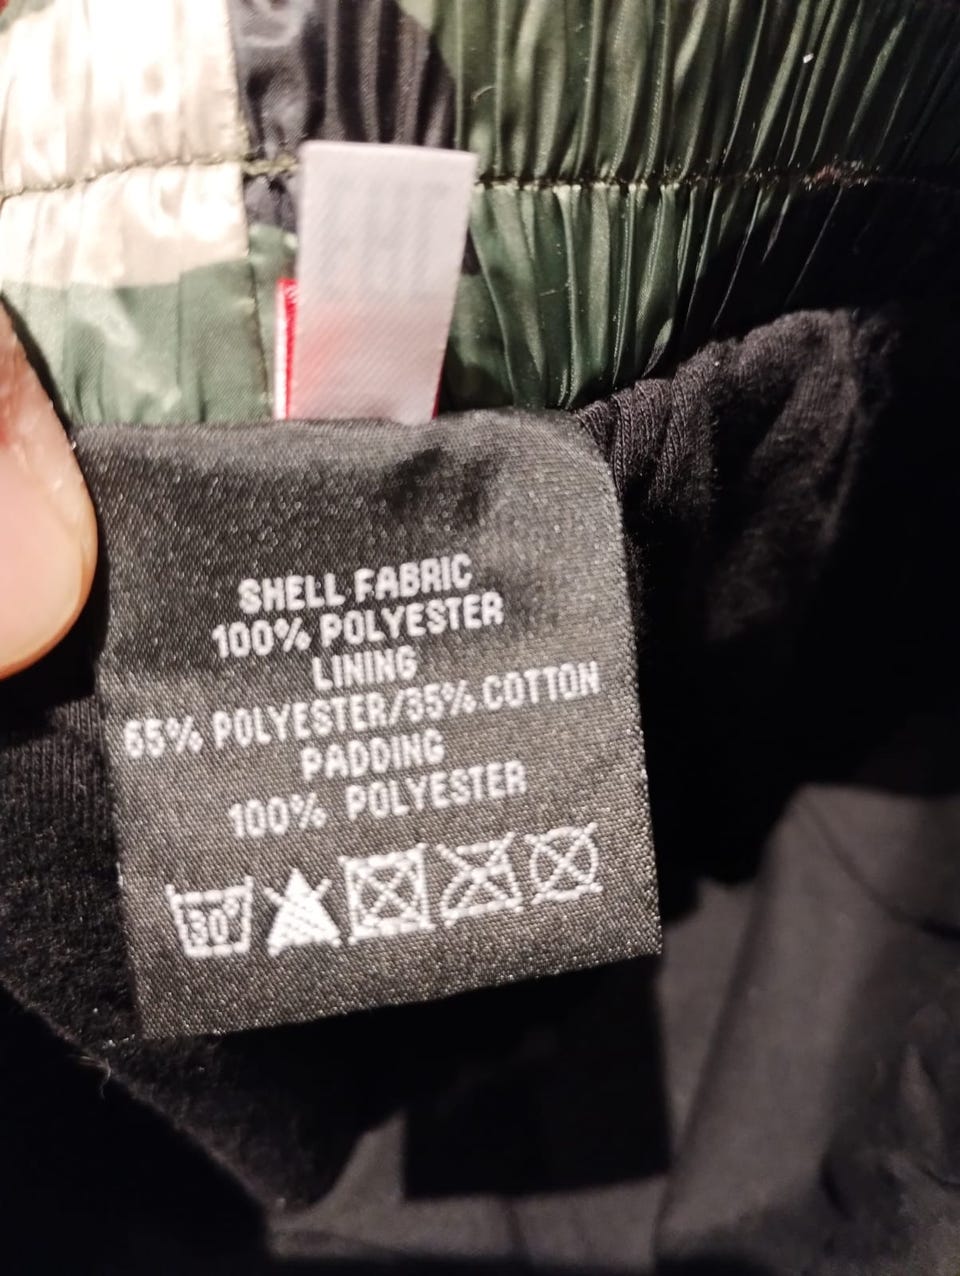 SHELL FABRIC
100% POLYESTER
LINING
65% POLYESTER/35% COTTON
PADDING
100% POLYESTER
30°